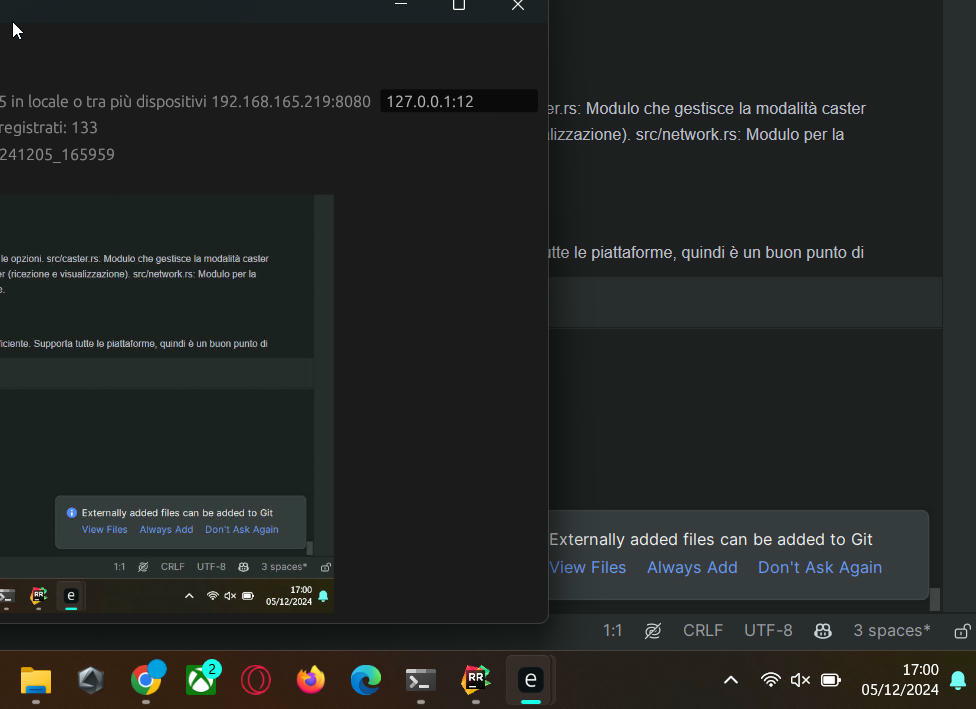 5 in locale o tra più dispositivi 192.168.165.219:8080 127.0.0.1:12
registrati: 133
241205_165959
le opzioni. src/caster.rs: Modulo che gestisce la modalità caster
er (ricezione e visualizzazione). src/network.rs: Modulo per la
e.
ficiente. Supporta tutte le piattaforme, quindi è un buon punto di
Externally added files can be added to Git
View Files Always Add Don't Ask Again
1:1 CRLF UTF-8 3 spaces*
RR e 17:00
05/12/2024
er.rs: Modulo che gestisce la modalità caster
lizzazione). src/network.rs: Modulo per la
utte le piattaforme, quindi è un buon punto di
Externally added files can be added to Git
View Files Always Add Don't Ask Again
1:1 CRLF UTF-8 3 spaces*
2 RR e 17:00
05/12/2024